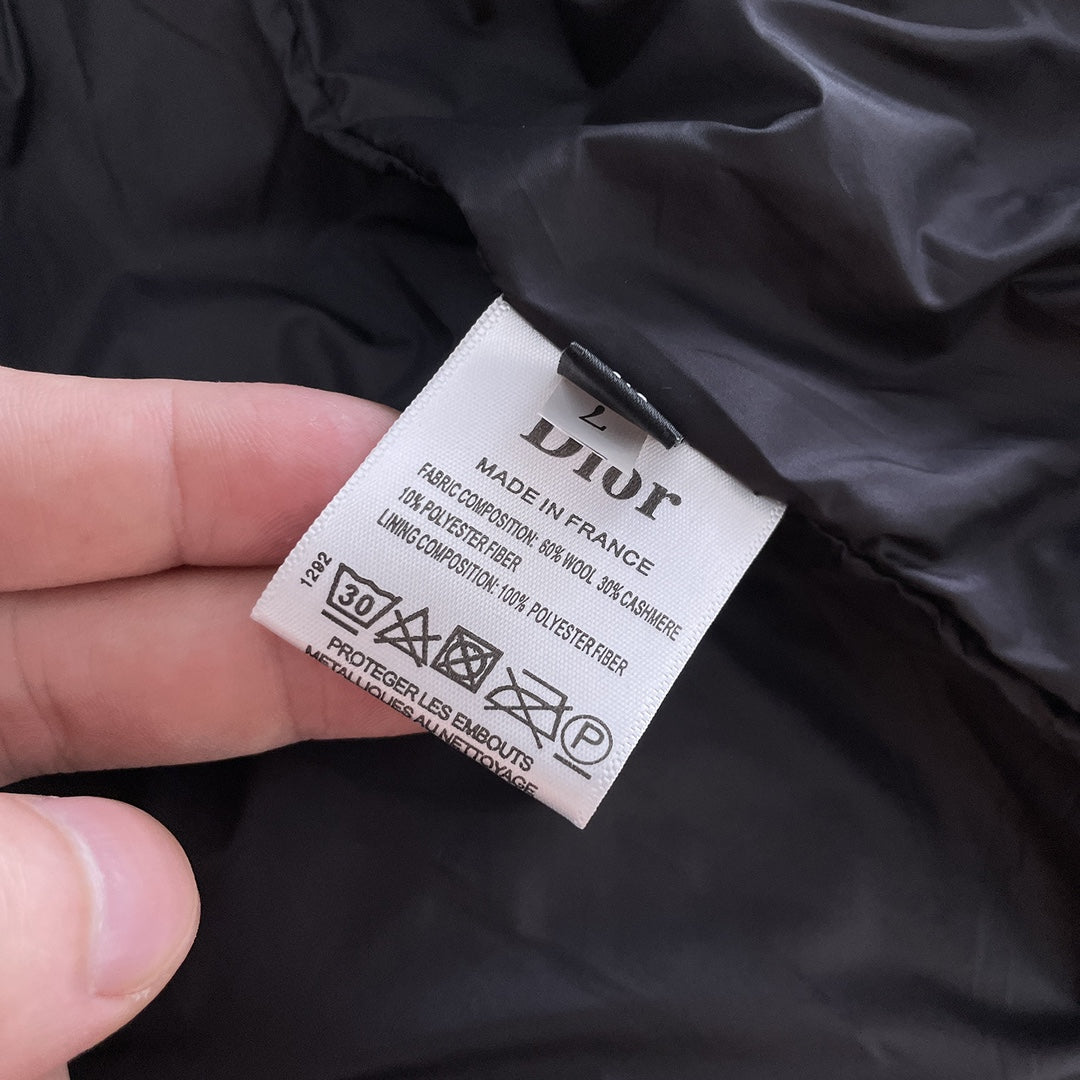 7
Dior
MADE IN FRANCE
FABRIC COMPOSITION: 60% WOOL 30% CASHMERE
10% POLYESTER FIBER
LINING COMPOSITION: 100% POLYESTER FIBER
1292
30
P
PROTEGER LES EMBOUTS
METALLIQUES AU NETTOYAGE